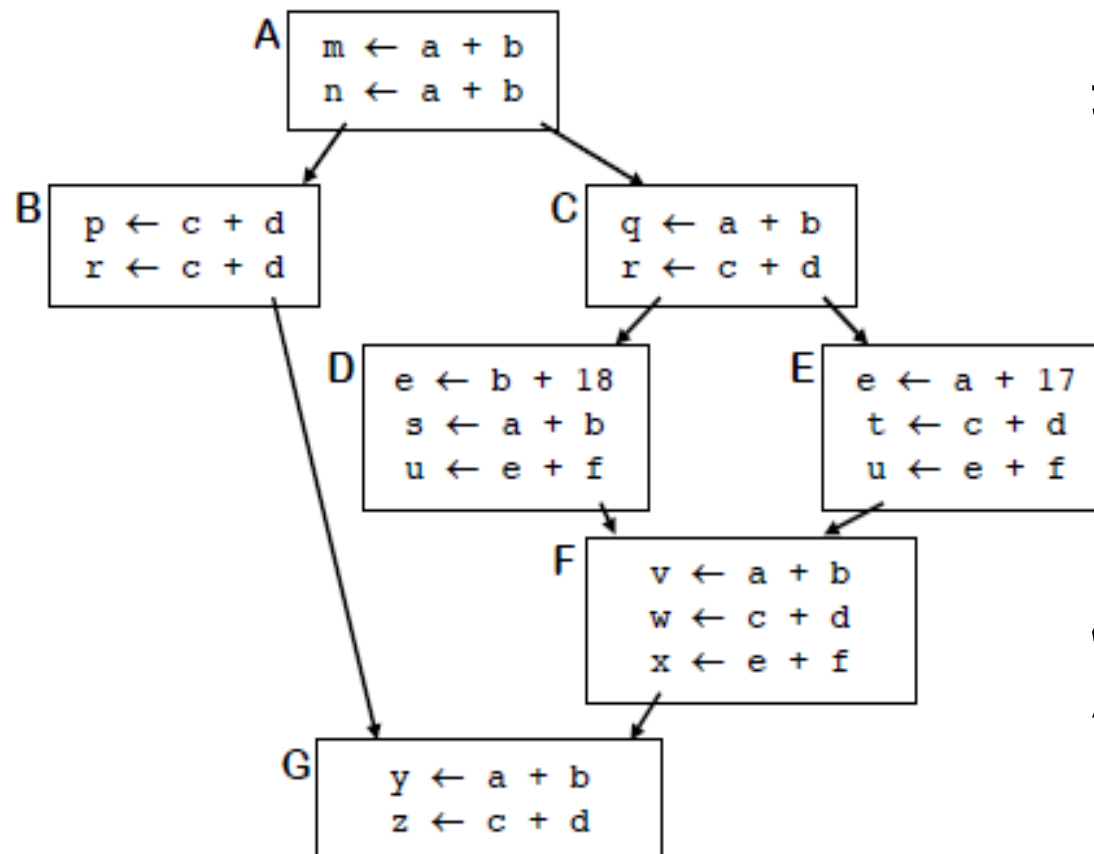 A
m ← a + b
n ← a + b
B
p ← c + d
r ← c + d
C
q ← a + b
r ← c + d
D
e ← b + 18
s ← a + b
u ← e + f
E
e ← a + 17
t ← c + d
u ← e + f
F
v ← a + b
w ← c + d
x ← e + f
G
y ← a + b
z ← c + d